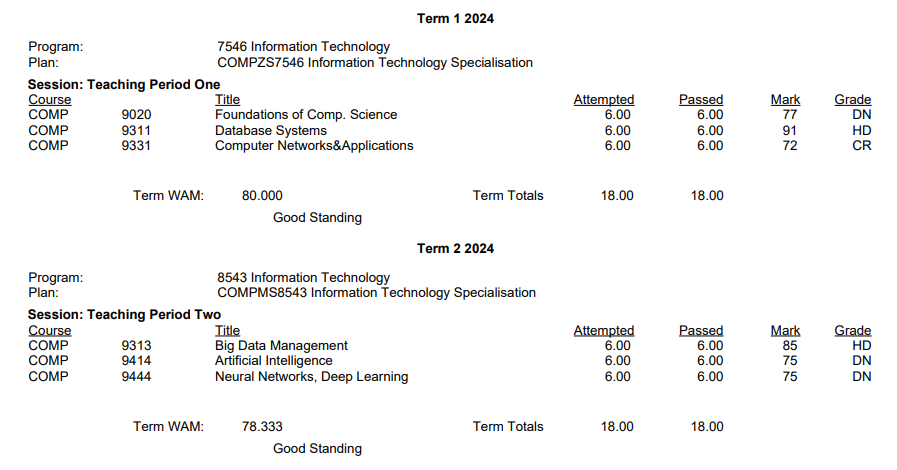 Term 1 2024
Program: 7546 Information Technology
Plan: COMPZS7546 Information Technology Specialisation
Session: Teaching Period One
Course Title Attempted Passed Mark Grade
COMP 9020 Foundations of Comp. Science 6.00 6.00 77 DN
COMP 9311 Database Systems 6.00 6.00 91 HD
COMP 9331 Computer Networks&Applications 6.00 6.00 72 CR
Term WAM: 80.000 Term Totals 18.00 18.00
Good Standing
Term 2 2024
Program: 8543 Information Technology
Plan: COMPMS8543 Information Technology Specialisation
Session: Teaching Period Two
Course Title Attempted Passed Mark Grade
COMP 9313 Big Data Management 6.00 6.00 85 HD
COMP 9414 Artificial Intelligence 6.00 6.00 75 DN
COMP 9444 Neural Networks, Deep Learning 6.00 6.00 75 DN
Term WAM: 78.333 Term Totals 18.00 18.00
Good Standing